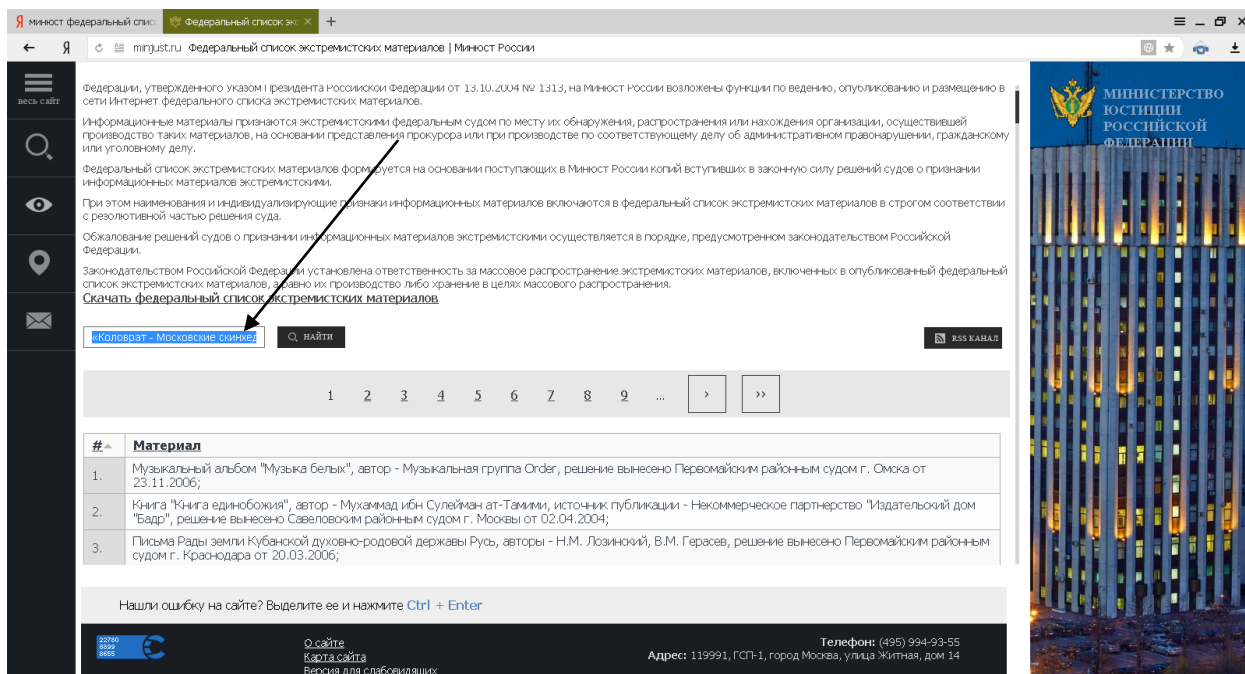 Я минюст федеральный спис
Федеральный список экс × +
← Я minjust.ru Федеральный список экстремистских материалов | Минюст России
весь сайт
Федерации, утвержденного Указом Президента Российской Федерации от 13.10.2004 № 1313, на Минюст России возложены функции по ведению, опубликованию и размещению в
сети Интернет федерального списка экстремистских материалов.
Информационные материалы признаются экстремистскими федеральным судом по месту их обнаружения, распространения или нахождения организации, осуществившей
производство таких материалов, на основании представления прокурора или при производстве по соответствующему делу об административном правонарушении, гражданскому
или уголовному делу.
Федеральный список экстремистских материалов формируется на основании поступающих в Минюст России копий вступивших в законную силу решений судов о признании
информационных материалов экстремистскими.
При этом наименования и индивидуализирующие признаки информационных материалов включаются в федеральный список экстремистских материалов в строгом соответствии
с резолютивной частью решения суда.
Обжалование решений судов о признании информационных материалов экстремистскими осуществляется в порядке, предусмотренном законодательством Российской
Федерации.
Законодательством Российской Федерации установлена ответственность за массовое распространение экстремистских материалов, включенных в опубликованный федеральный
список экстремистских материалов, а равно их производство либо хранение в целях массового распространения.
Скачать федеральный список экстремистских материалов
«Коловрат - Московские скинхед
НАЙТИ
RSS КАНАЛ
1 2 3 4 5 6 7 8 9 ... > >>
# Материал
1. Музыкальный альбом "Музыка белых", автор - Музыкальная группа Order, решение вынесено Первомайским районным судом г. Омска от
23.11.2006;
2. Книга "Книга единобожия", автор - Мухаммад ибн Сулейман ат-Тамими, источник публикации - Некоммерческое партнерство "Издательский дом
"Бадр", решение вынесено Савеловским районным судом г. Москвы от 02.04.2004;
3. Письма Рады земли Кубанской духовно-родовой державы Русь, авторы - Н.М. Лозинский, В.М. Герасев, решение вынесено Первомайским районным
судом г. Краснодара от 20.03.2006;
Нашли ошибку на сайте? Выделите ее и нажмите Ctrl + Enter
22780
8899
8655
О сайте
Карта сайта
Версия для слабовидящих
Телефон: (495) 994-93-55
Адрес: 119991, ГСП-1, город Москва, улица Житная, дом 14
МИНИСТЕРСТВО
ЮСТИЦИИ
РОССИЙСКОЙ
ФЕДЕРАЦИИ